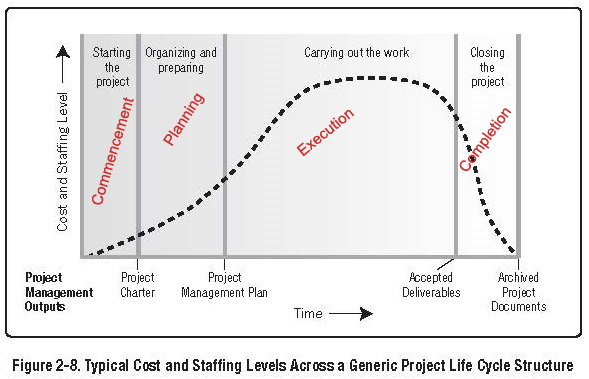 Starting
the
project
Organizing and
preparing
Carrying out the work
Closing
the
project
Cost and Staffing Level
Commencement
Planning
Execution
Completion
Project
Management
Outputs
Project
Charter
Project
Management Plan
Accepted
Deliverables
Archived
Project
Documents
Time
Figure 2-8. Typical Cost and Staffing Levels Across a Generic Project Life Cycle Structure